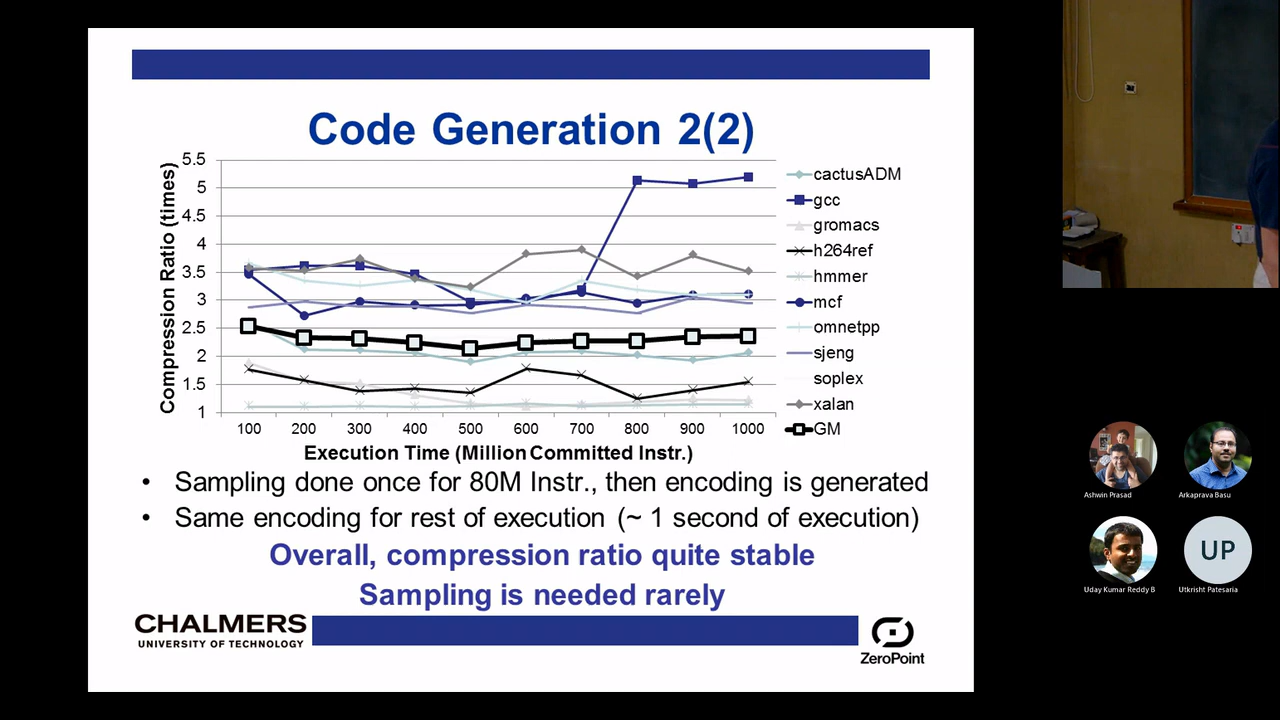 Code Generation 2(2)
Compression Ratio (times)
5.5
5
4.5
4
3.5
3
2.5
2
1.5
1
100 200 300 400 500 600 700 800 900 1000
Execution Time (Million Committed Instr.)
cactusADM
gcc
gromacs
h264ref
hmmer
mcf
omnetpp
sjeng
soplex
xalan
GM
• Sampling done once for 80M Instr., then encoding is generated
• Same encoding for rest of execution (~ 1 second of execution)
Overall, compression ratio quite stable
Sampling is needed rarely
CHALMERS
UNIVERSITY OF TECHNOLOGY
ZeroPoint
Ashwin Prasad
Arkaprava Basu
Uday Kumar Reddy B
UP
Utkrisht Patesaria